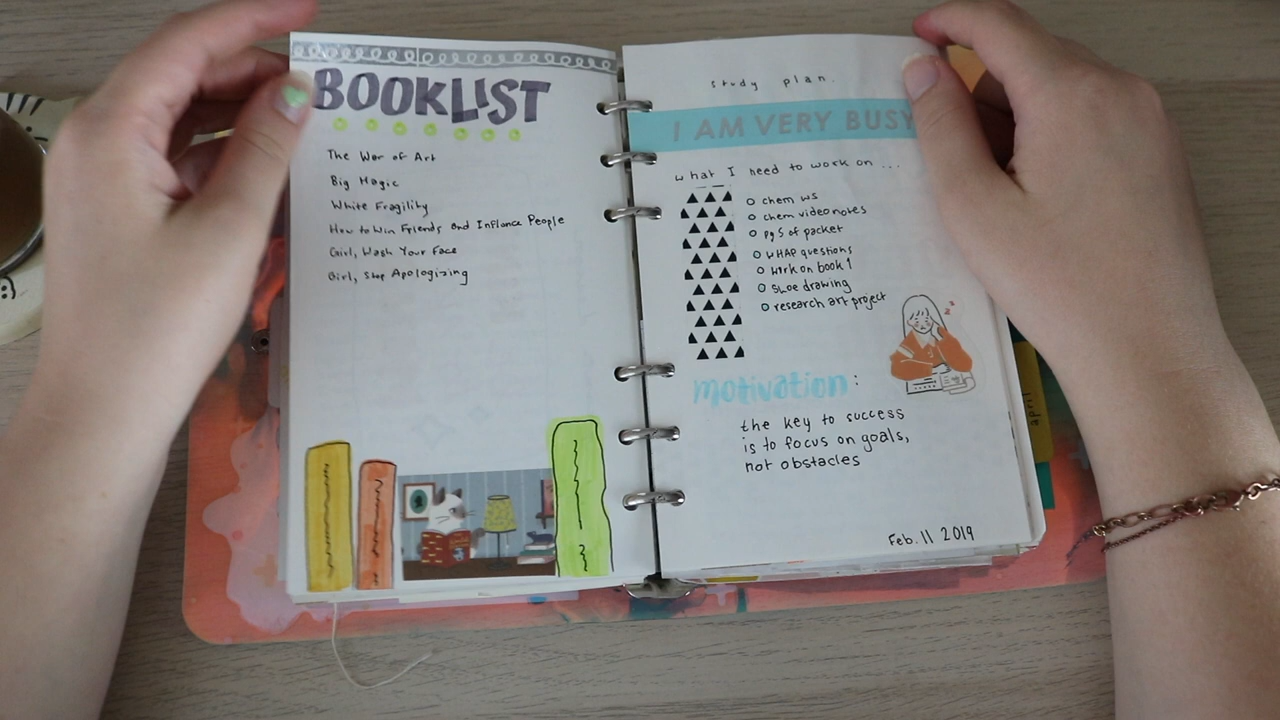 BOOKLIST
The War of Art
Big Magic
White Fragility
How to Win Friends and Inflance People
Girl, Wash Your Face
Girl, Stop Apologizing
study plan.
I AM VERY BUSY
what I need to work on ...
chem ws
chem video notes
pg 5 of packet
WHAP questions
work on book 1
shoe drawing
research art project
z z
motivation:
the key to success
is to focus on goals,
not obstacles
Feb. 11 2019
april